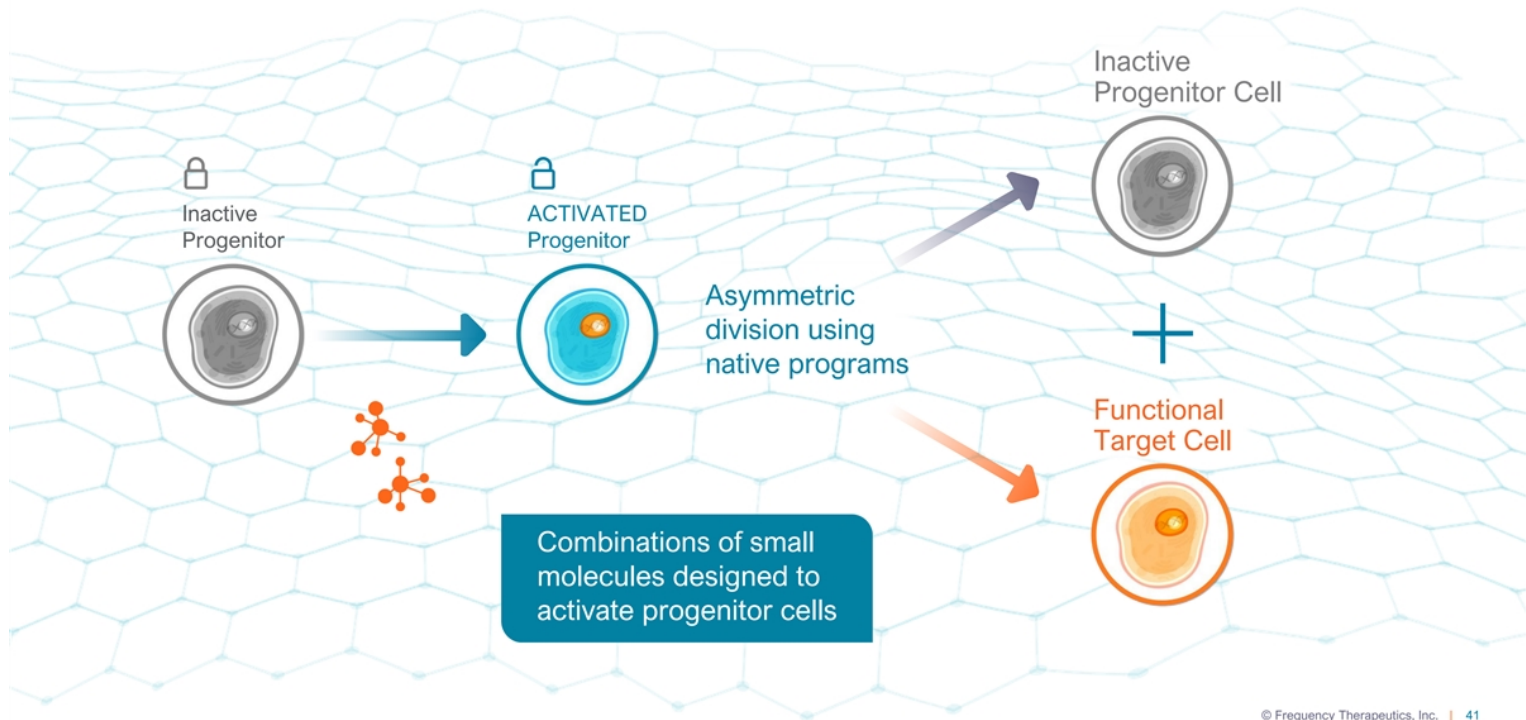 Inactive
Progenitor
ACTIVATED
Progenitor
Asymmetric
division using
native programs
Inactive
Progenitor Cell
Functional
Target Cell
Combinations of small
molecules designed to
activate progenitor cells
© Frequency Therapeutics, Inc. | 41